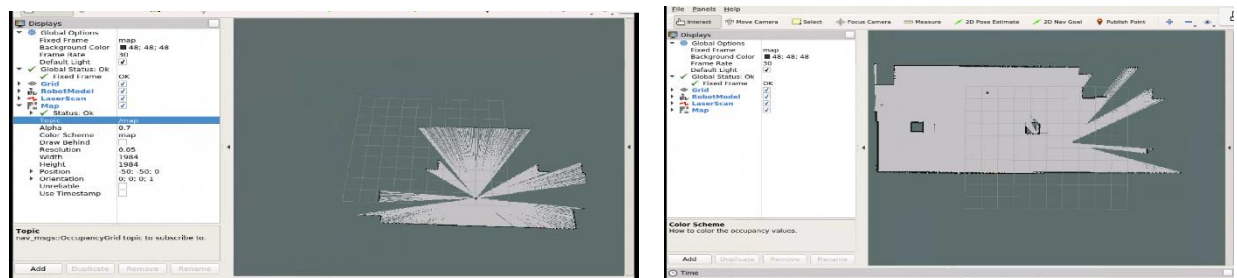 Displays
Global Options
Fixed Frame map
Background Color 48; 48; 48
Frame Rate 30
Default Light
Global Status: Ok
Fixed Frame OK
Grid
RobotModel
LaserScan
Map
Status: Ok
Topic /map
Alpha 0.7
Color Scheme map
Draw Behind
Resolution 0.05
Width 1984
Height 1984
Position -50; -50; 0
Orientation 0; 0; 0; 1
Unreliable
Use Timestamp
Topic
nav_msgs::OccupancyGrid topic to subscribe to.
Add Duplicate Remove Rename
File Panels Help
Interact Move Camera Select Focus Camera Measure 2D Pose Estimate 2D Nav Goal Publish Point
Displays
Global Options
Fixed Frame map
Background Color 48; 48; 48
Frame Rate 30
Default Light
Global Status: Ok
Fixed Frame OK
Grid
RobotModel
LaserScan
Map
Color Scheme
How to color the occupancy values.
Add Duplicate Remove Rename
Time